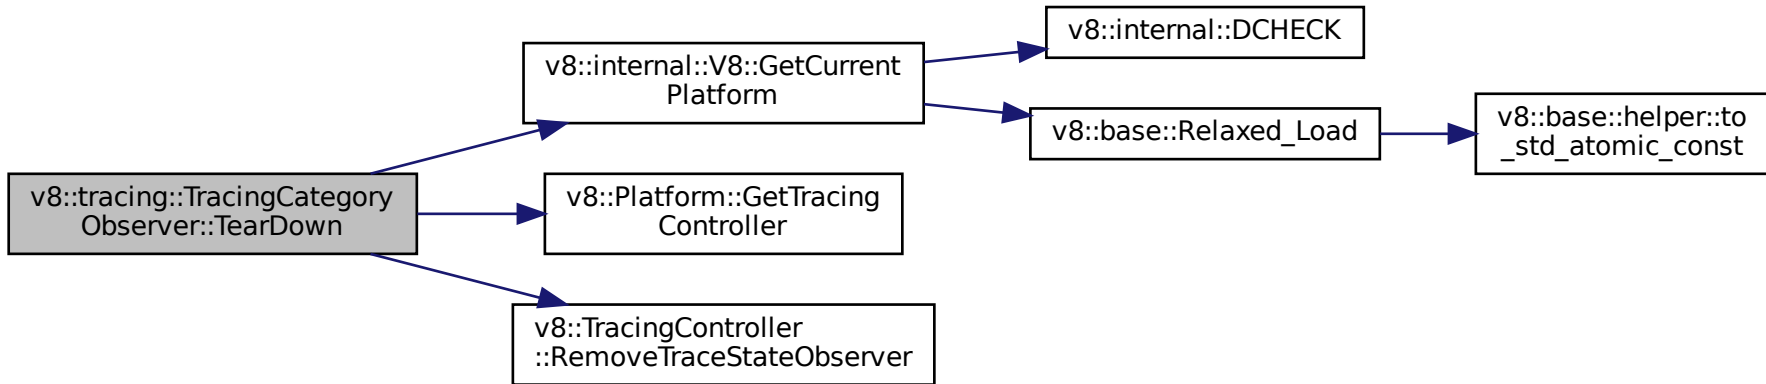 v8::tracing::TracingCategory
Observer::TearDown
v8::internal::V8::GetCurrent
Platform
v8::internal::DCHECK
v8::base::Relaxed_Load
v8::base::helper::to
_std_atomic_const
v8::Platform::GetTracing
Controller
v8::TracingController
::RemoveTraceStateObserver